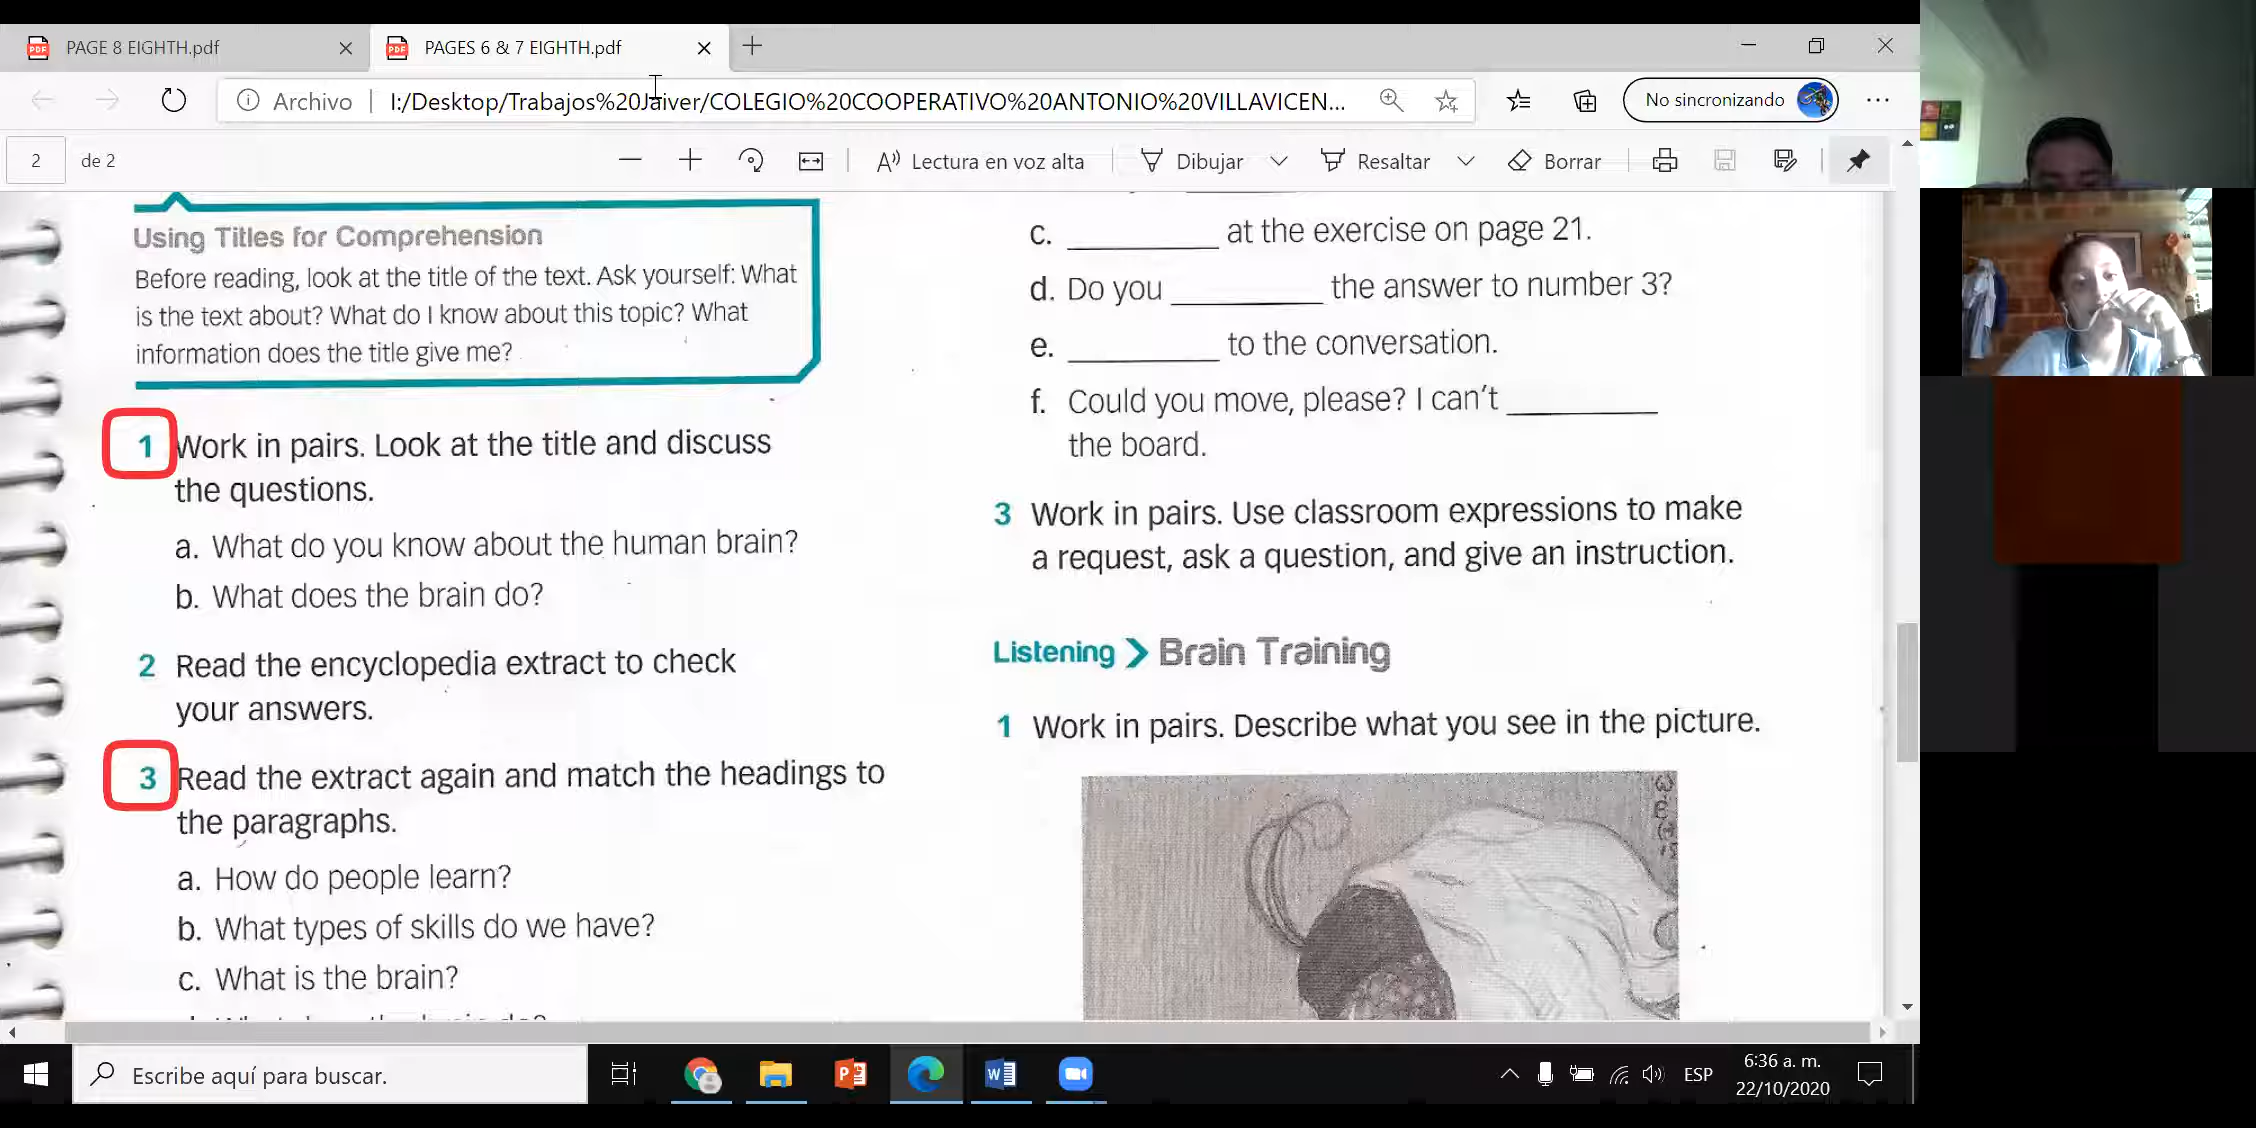 PAGE 8 EIGHTH.pdf
PAGES 6 & 7 EIGHTH.pdf
Archivo
I:/Desktop/Trabajos%20Jaiver/COLEGIO%20COOPERATIVO%20ANTONIO%20VILLAVICEN...
No sincronizando
2 de 2
Lectura en voz alta
Dibujar
Resaltar
Borrar
Using Titles for Comprehension
Before reading, look at the title of the text. Ask yourself: What
is the text about? What do I know about this topic? What
information does the title give me?
1 Work in pairs. Look at the title and discuss
the questions.
a. What do you know about the human brain?
b. What does the brain do?
2 Read the encyclopedia extract to check
your answers.
3 Read the extract again and match the headings to
the paragraphs.
a. How do people learn?
b. What types of skills do we have?
c. What is the brain?
c. ________ at the exercise on page 21.
d. Do you ________ the answer to number 3?
e. ________ to the conversation.
f. Could you move, please? I can't ________
the board.
3 Work in pairs. Use classroom expressions to make
a request, ask a question, and give an instruction.
Listening Brain Training
1 Work in pairs. Describe what you see in the picture.
Escribe aquí para buscar.
ESP
6:36 a. m.
22/10/2020